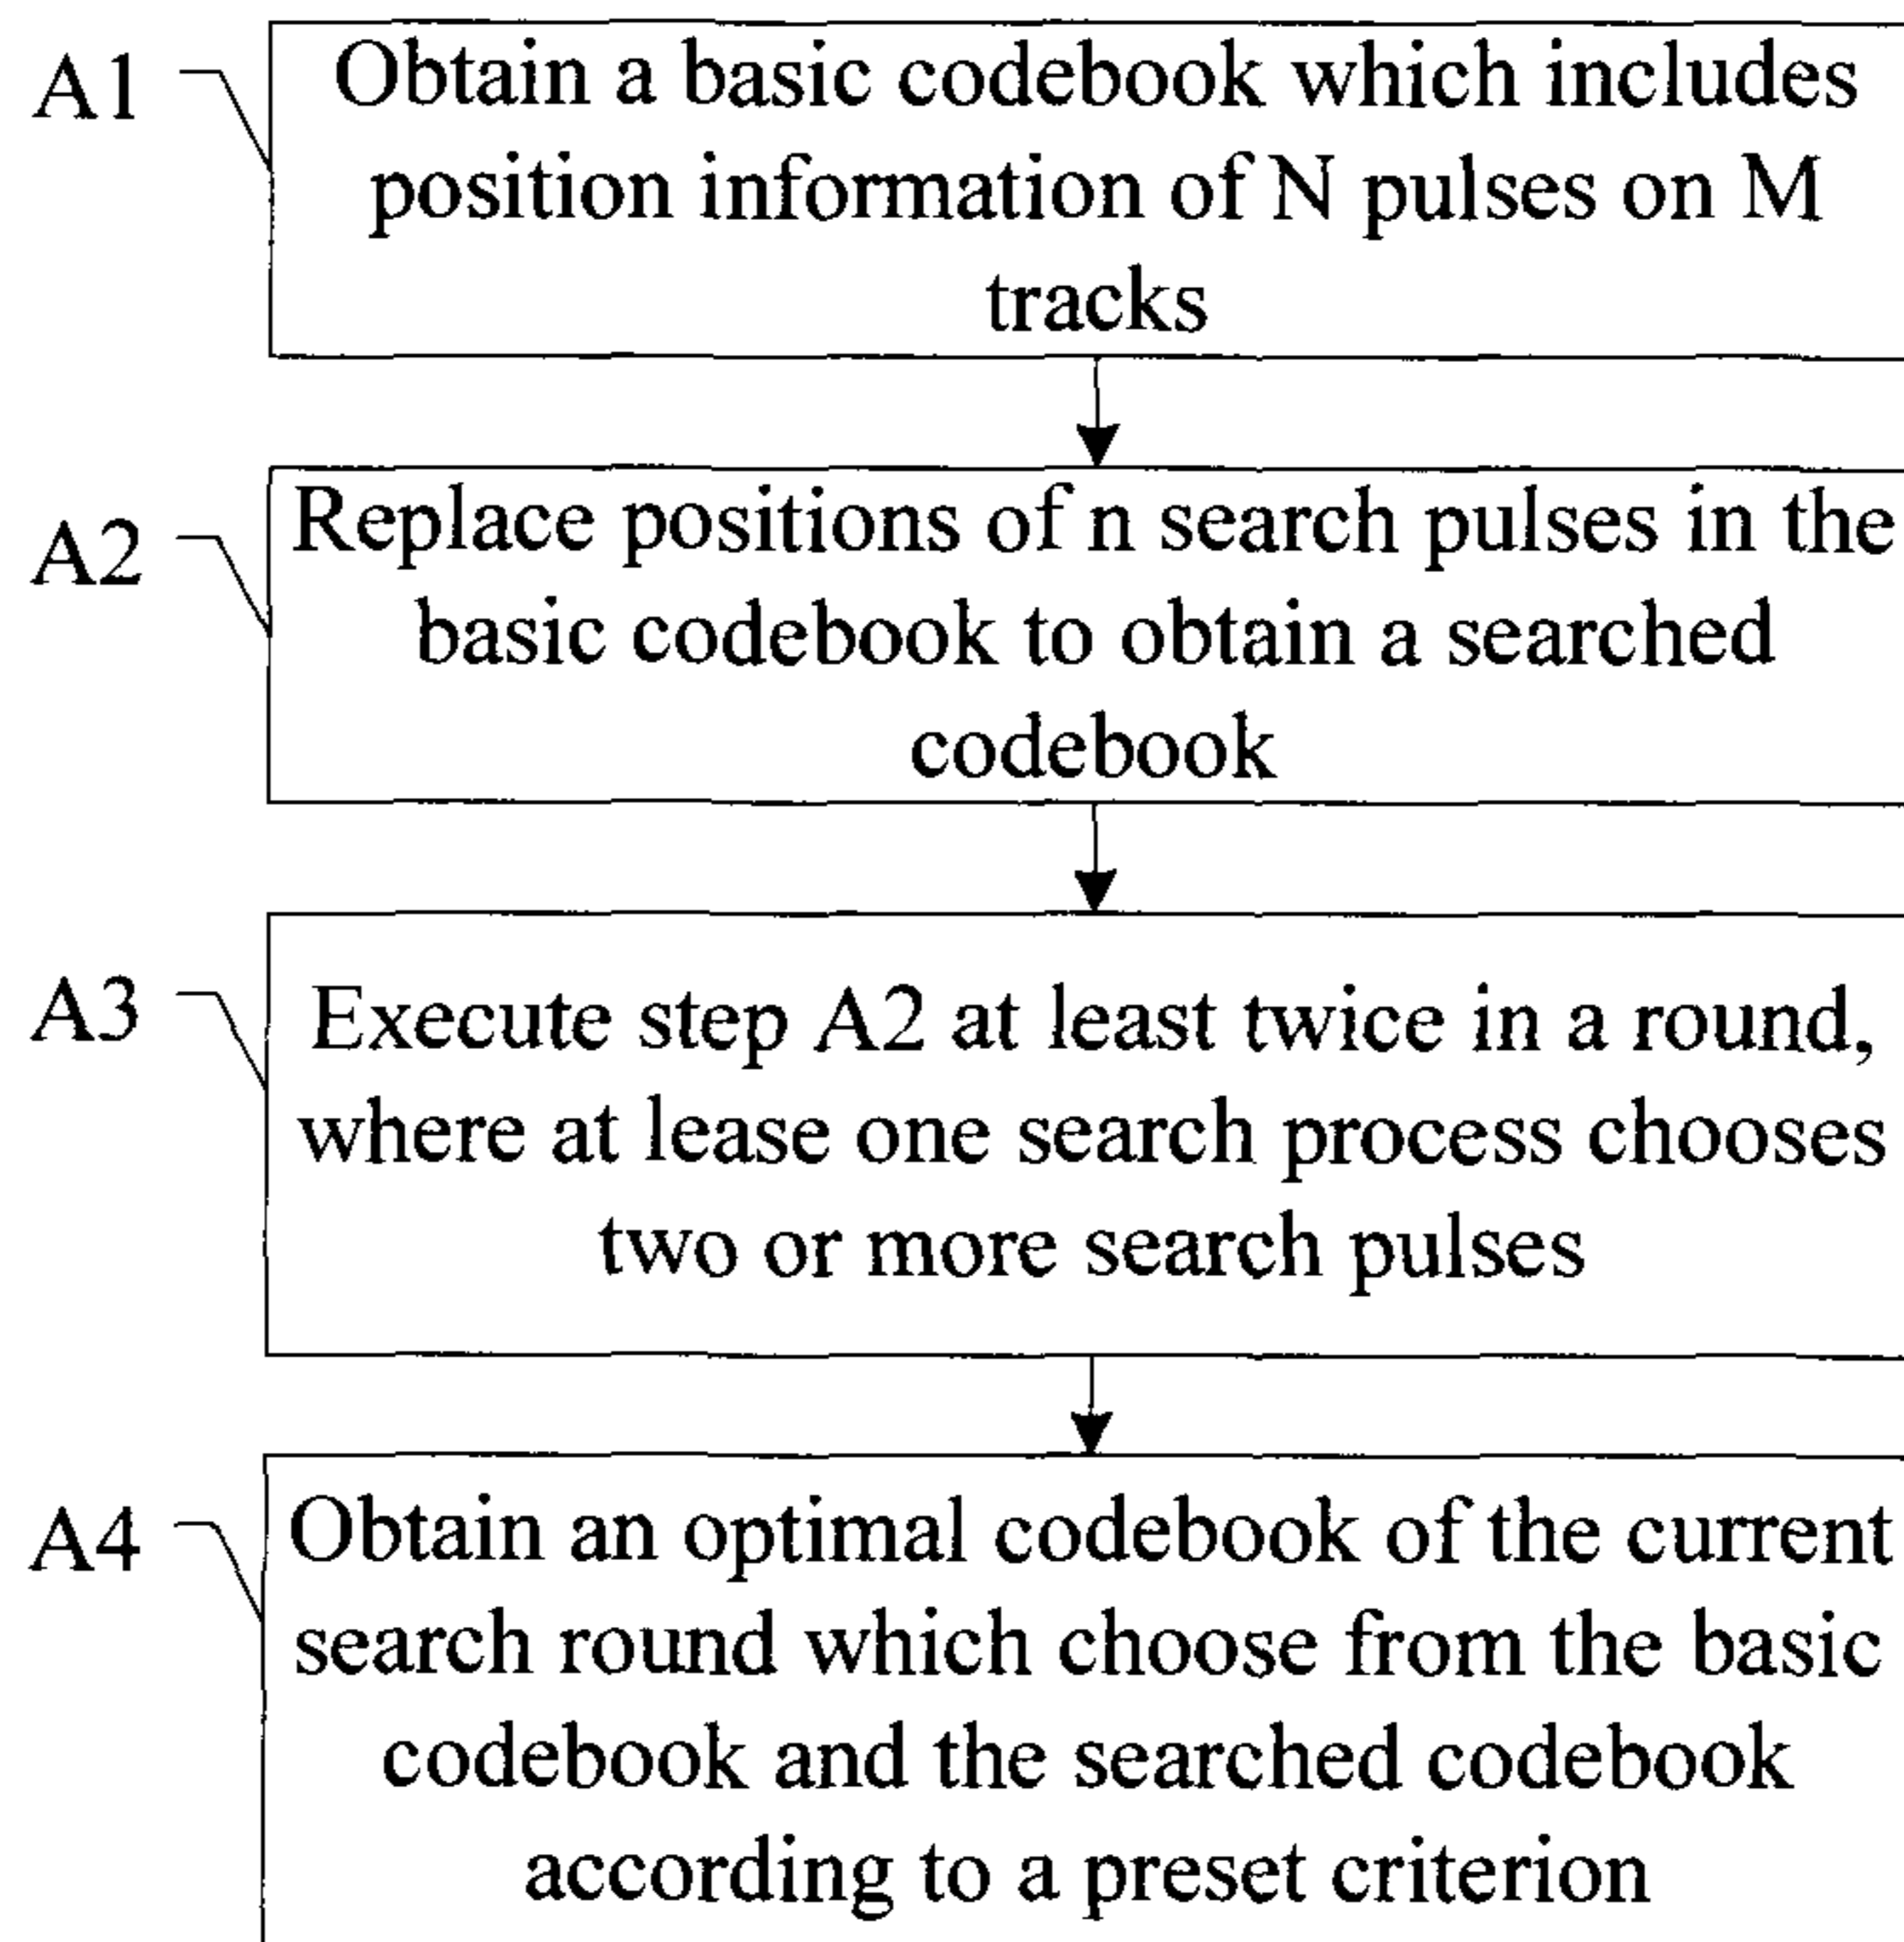 A1
Obtain a basic codebook which includes
position information of N pulses on M
tracks
A2
Replace positions of n search pulses in the
basic codebook to obtain a searched
codebook
A3
Execute step A2 at least twice in a round,
where at lease one search process chooses
two or more search pulses
A4
Obtain an optimal codebook of the current
search round which choose from the basic
codebook and the searched codebook
according to a preset criterion